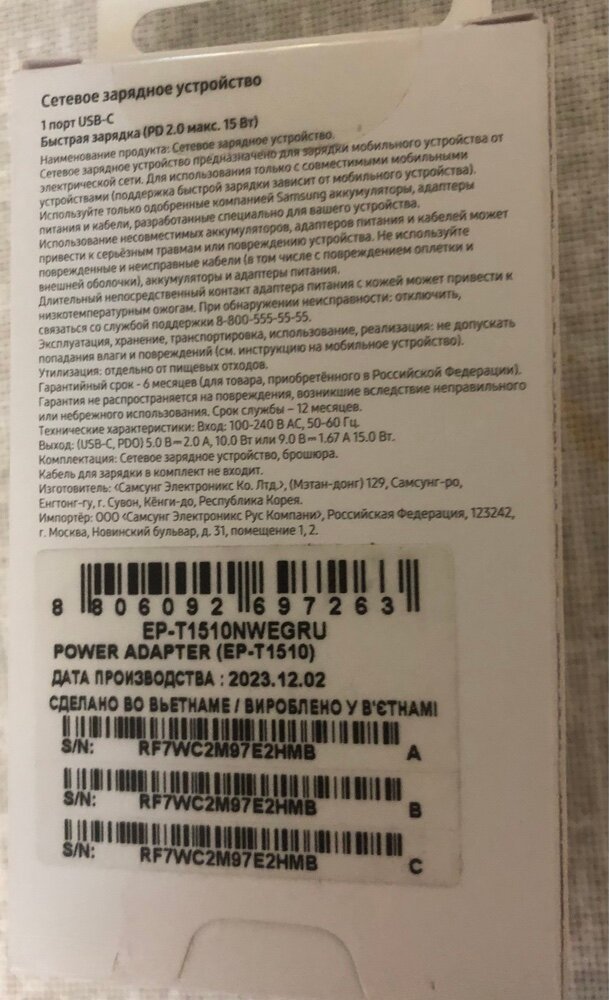 Сетевое зарядное устройство
1 порт USB-C
Быстрая зарядка (PD 2.0 макс. 15 Вт)
Наименование продукта: Сетевое зарядное устройство.
Сетевое зарядное устройство предназначено для зарядки мобильного устройства от
электрической сети. Для использования только с совместимыми мобильными
устройствами (поддержка быстрой зарядки зависит от мобильного устройства).
Используйте только одобренные компанией Samsung аккумуляторы, адаптеры
питания и кабели, разработанные специально для вашего устройства.
Использование несовместимых аккумуляторов, адаптеров питания и кабелей может
привести к серьёзным травмам или повреждению устройства. Не используйте
поврежденные и неисправные кабели (в том числе с повреждением оплетки и
внешней оболочки), аккумуляторы и адаптеры питания.
Длительный непосредственный контакт адаптера питания с кожей может привести к
низкотемпературным ожогам. При обнаружении неисправности: отключить,
связаться со службой поддержки 8-800-555-55-55.
Эксплуатация, хранение, транспортировка, использование, реализация: не допускать
попадания влаги и повреждений (см. инструкцию на мобильное устройство).
Утилизация: отдельно от пищевых отходов.
Гарантийный срок - 6 месяцев (для товара, приобретённого в Российской Федерации).
Гарантия не распространяется на повреждения, возникшие вследствие неправильного
или небрежного использования. Срок службы – 12 месяцев.
Технические характеристики: Вход: 100-240 В AC, 50-60 Гц.
Выход: (USB-C, PDO) 5.0 В⎓2.0 А, 10.0 Вт или 9.0 В⎓1.67 А 15.0 Вт.
Комплектация: Сетевое зарядное устройство, брошюра.
Кабель для зарядки в комплект не входит.
Изготовитель: «Самсунг Электроникс Ко. Лтд.», (Мэтан-донг) 129, Самсунг-ро,
Енгтонг-гу, г. Сувон, Кёнги-до, Республика Корея.
Импортёр: ООО «Самсунг Электроникс Рус Компани», Российская Федерация, 123242,
г. Москва, Новинский бульвар, д. 31, помещение 1, 2.
8 806092 697263
EP-T1510NWEGRU
POWER ADAPTER (EP-T1510)
ДАТА ПРОИЗВОДСТВА : 2023.12.02
СДЕЛАНО ВО ВЬЕТНАМЕ / ВИРОБЛЕНО У В'ЄТНАМІ
S/N: RF7WC2M97E2HMB A
S/N: RF7WC2M97E2HMB B
S/N: RF7WC2M97E2HMB C